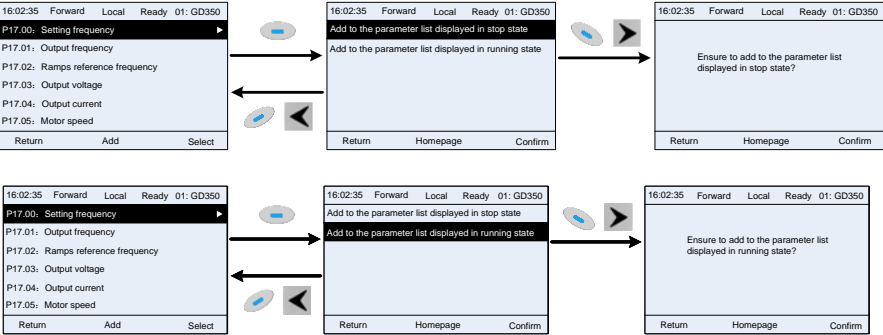 16:02:35 Forward Local Ready 01: GD350
P17.00: Setting frequency
P17.01: Output frequency
P17.02: Ramps reference frequency
P17.03: Output voltage
P17.04: Output current
P17.05: Motor speed
Return Add Select
16:02:35 Forward Local Ready 01: GD350
Add to the parameter list displayed in stop state
Add to the parameter list displayed in running state
Return Homepage Confirm
16:02:35 Forward Local Ready 01: GD350
Ensure to add to the parameter list
displayed in stop state?
Return Homepage Confirm
16:02:35 Forward Local Ready 01: GD350
P17.00: Setting frequency
P17.01: Output frequency
P17.02: Ramps reference frequency
P17.03: Output voltage
P17.04: Output current
P17.05: Motor speed
Return Add Select
16:02:35 Forward Local Ready 01: GD350
Add to the parameter list displayed in stop state
Add to the parameter list displayed in running state
Return Homepage Confirm
16:02:35 Forward Local Ready 01: GD350
Ensure to add to the parameter list
displayed in running state?
Return Homepage Confirm